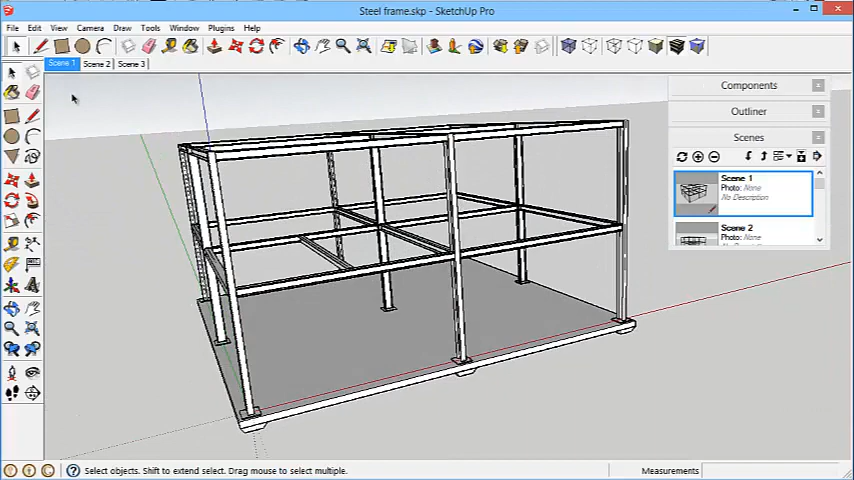 Steel frame.skp - SketchUp Pro
File Edit View Camera Draw Tools Window Plugins Help
Scene 1 Scene 2 Scene 3
Components
Outliner
Scenes
Scene 1
Photo: None
No Description
Scene 2
Photo: None
Select objects. Shift to extend select. Drag mouse to select multiple.
Measurements